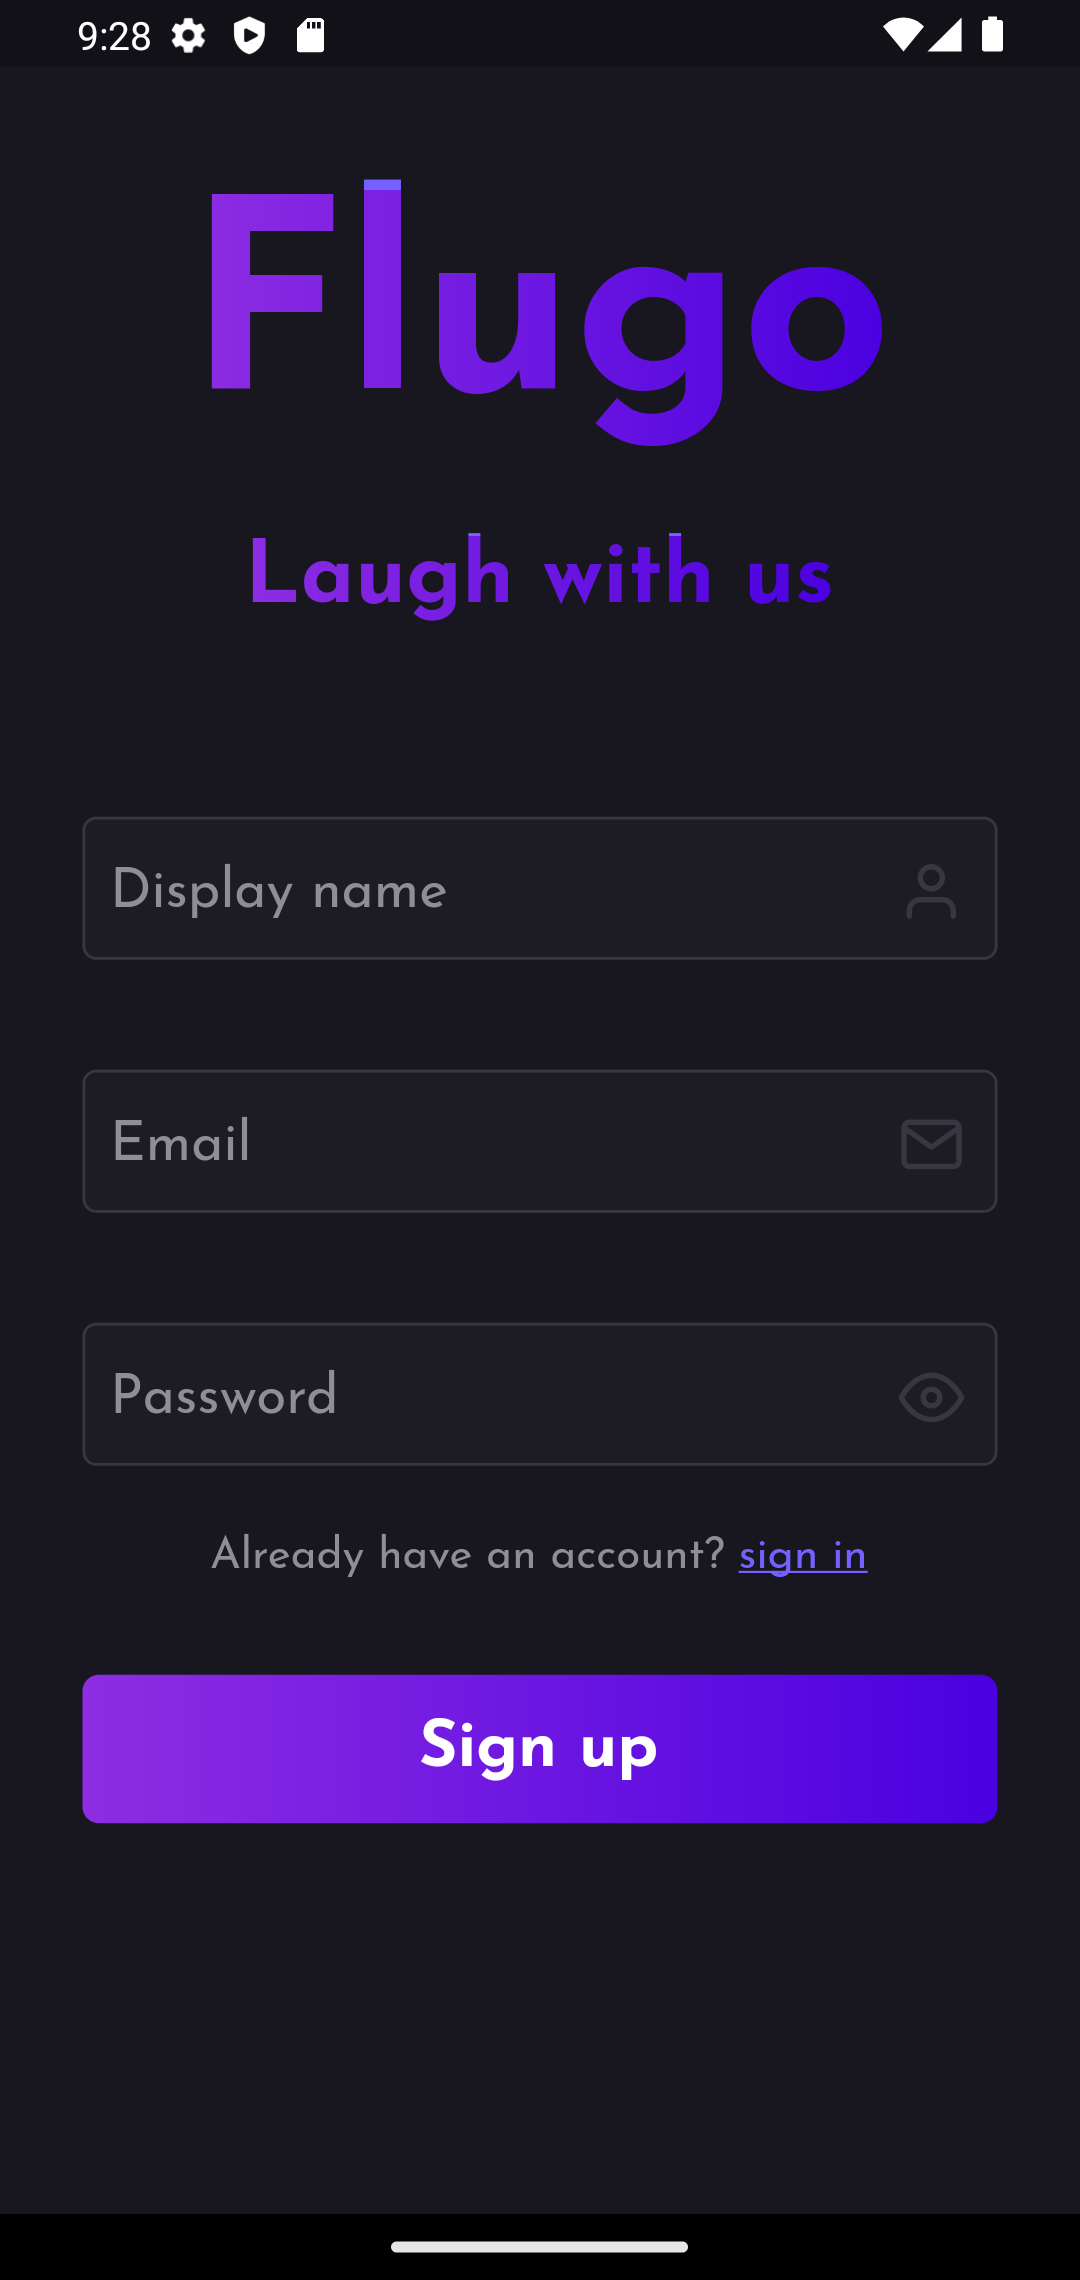 9:28
Flugo
Laugh with us
Display name
Email
Password
Already have an account? sign in
Sign up